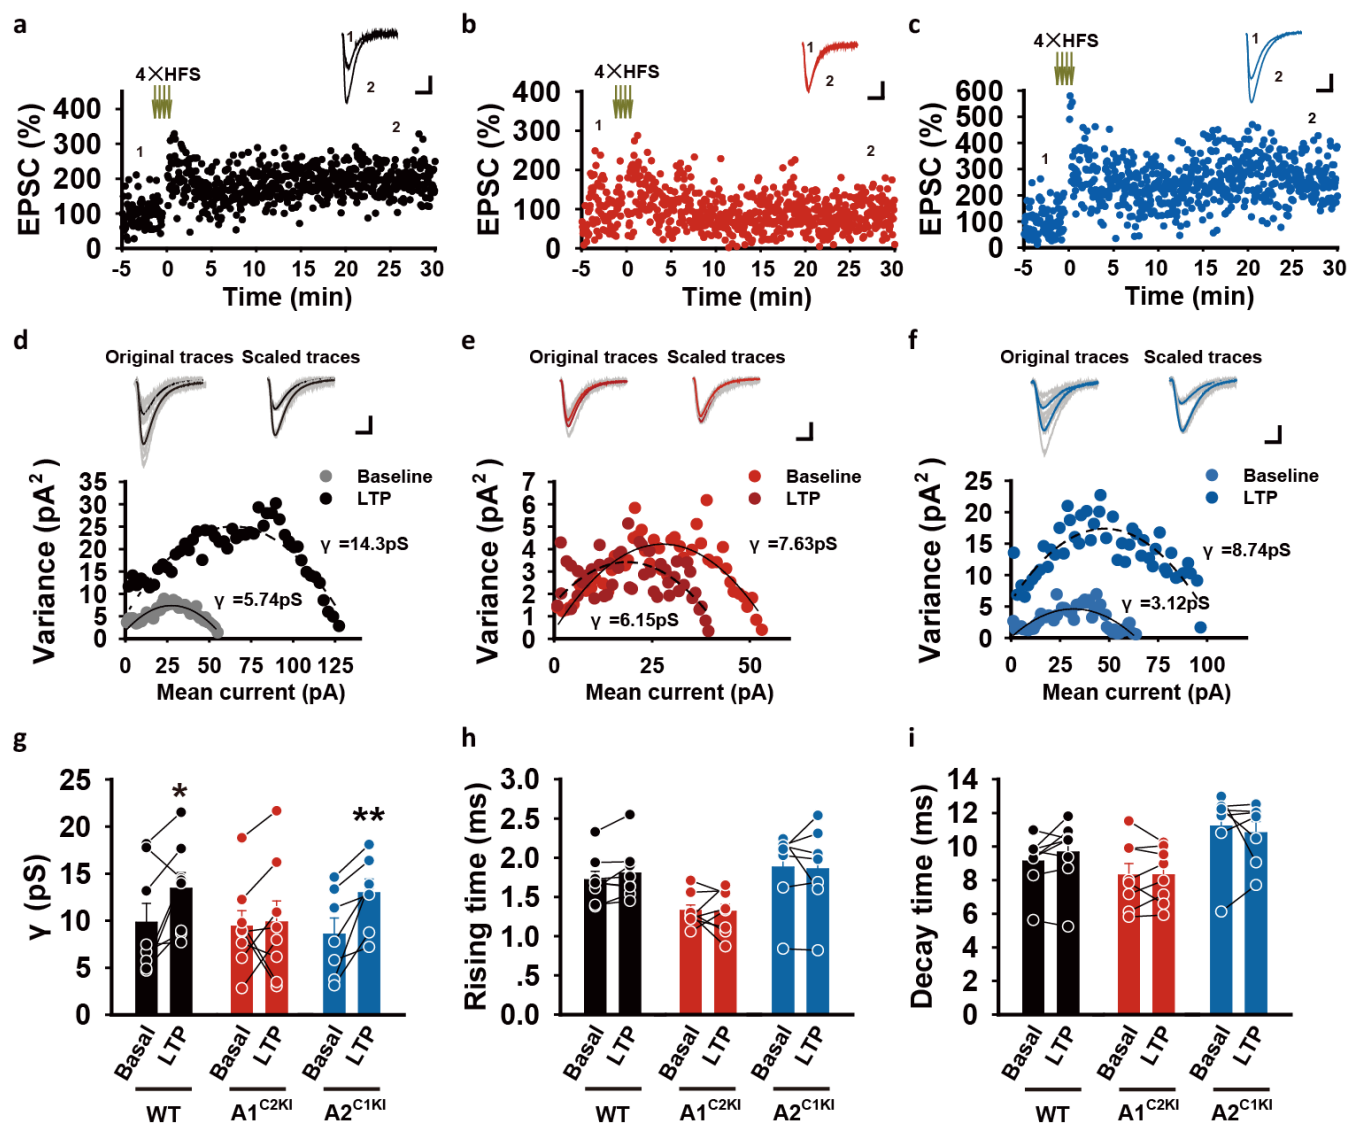 a
4×HFS
1
2
EPSC (%)
400
300
200
100
0
1
2
-5 0 5 10 15 20 25 30
Time (min)
b
4×HFS
1
2
EPSC (%)
400
300
200
100
0
1
2
-5 0 5 10 15 20 25 30
Time (min)
c
4×HFS
1
2
EPSC (%)
600
500
400
300
200
100
0
1
2
-5 0 5 10 15 20 25 30
Time (min)
d
Original traces Scaled traces
Baseline
LTP
Variance (pA²)
35
30
25
20
15
10
5
0
γ =14.3pS
γ =5.74pS
0 25 50 75 100 125
Mean current (pA)
e
Original traces Scaled traces
Baseline
LTP
Variance (pA²)
7
6
5
4
3
2
1
0
γ =7.63pS
γ =6.15pS
0 28 50
Mean current (pA)
f
Original traces Scaled traces
Baseline
LTP
Variance (pA²)
25
20
15
10
5
0
γ =8.74pS
γ =3.12pS
0 25 50 75 100
Mean current (pA)
g
γ (pS)
25
20
15
10
5
0
*
**
Basal LTP Basal LTP Basal LTP
WT A1C2KI A2C1KI
h
Rising time (ms)
3.0
2.5
2.0
1.5
1.0
.5
0.0
Basal LTP Basal LTP Basal LTP
WT A1C2KI A2C1KI
i
Decay time (ms)
14
12
10
8
6
4
2
0
Basal LTP Basal LTP Basal LTP
WT A1C2KI A2C1KI